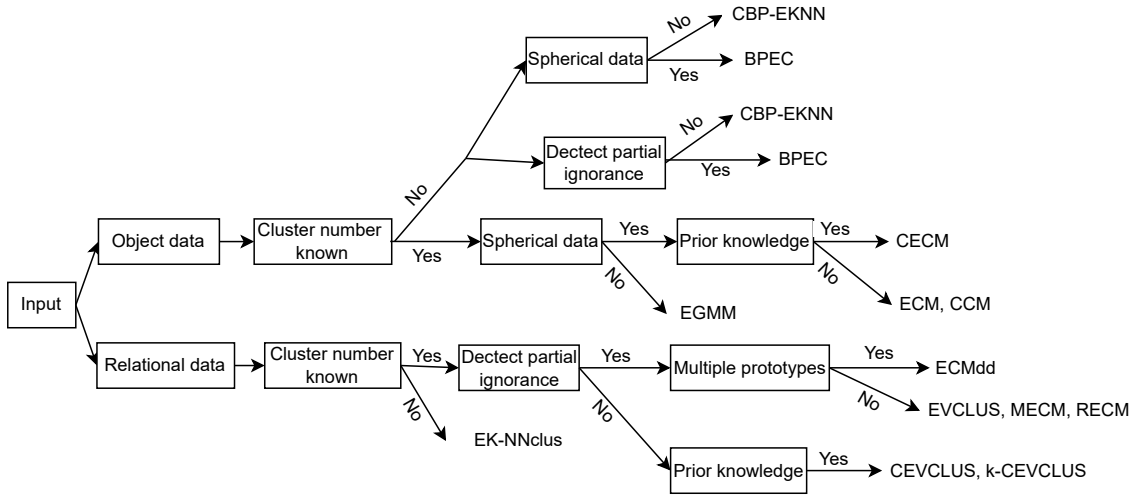 No
CBP-EKNN
Spherical data
Yes
BPEC
No
CBP-EKNN
Dectect partial
ignorance
Yes
BPEC
No
Object data
Cluster number
known
Yes
Spherical data
Yes
Prior knowledge
Yes
CECM
No
No
ECM, CCM
EGMM
Input
Relational data
Cluster number
known
Yes
Dectect partial
ignorance
Yes
Multiple prototypes
Yes
ECMdd
No
No
No
EVCLUS, MECM, RECM
EK-NNclus
Prior knowledge
Yes
CEVCLUS, k-CEVCLUS